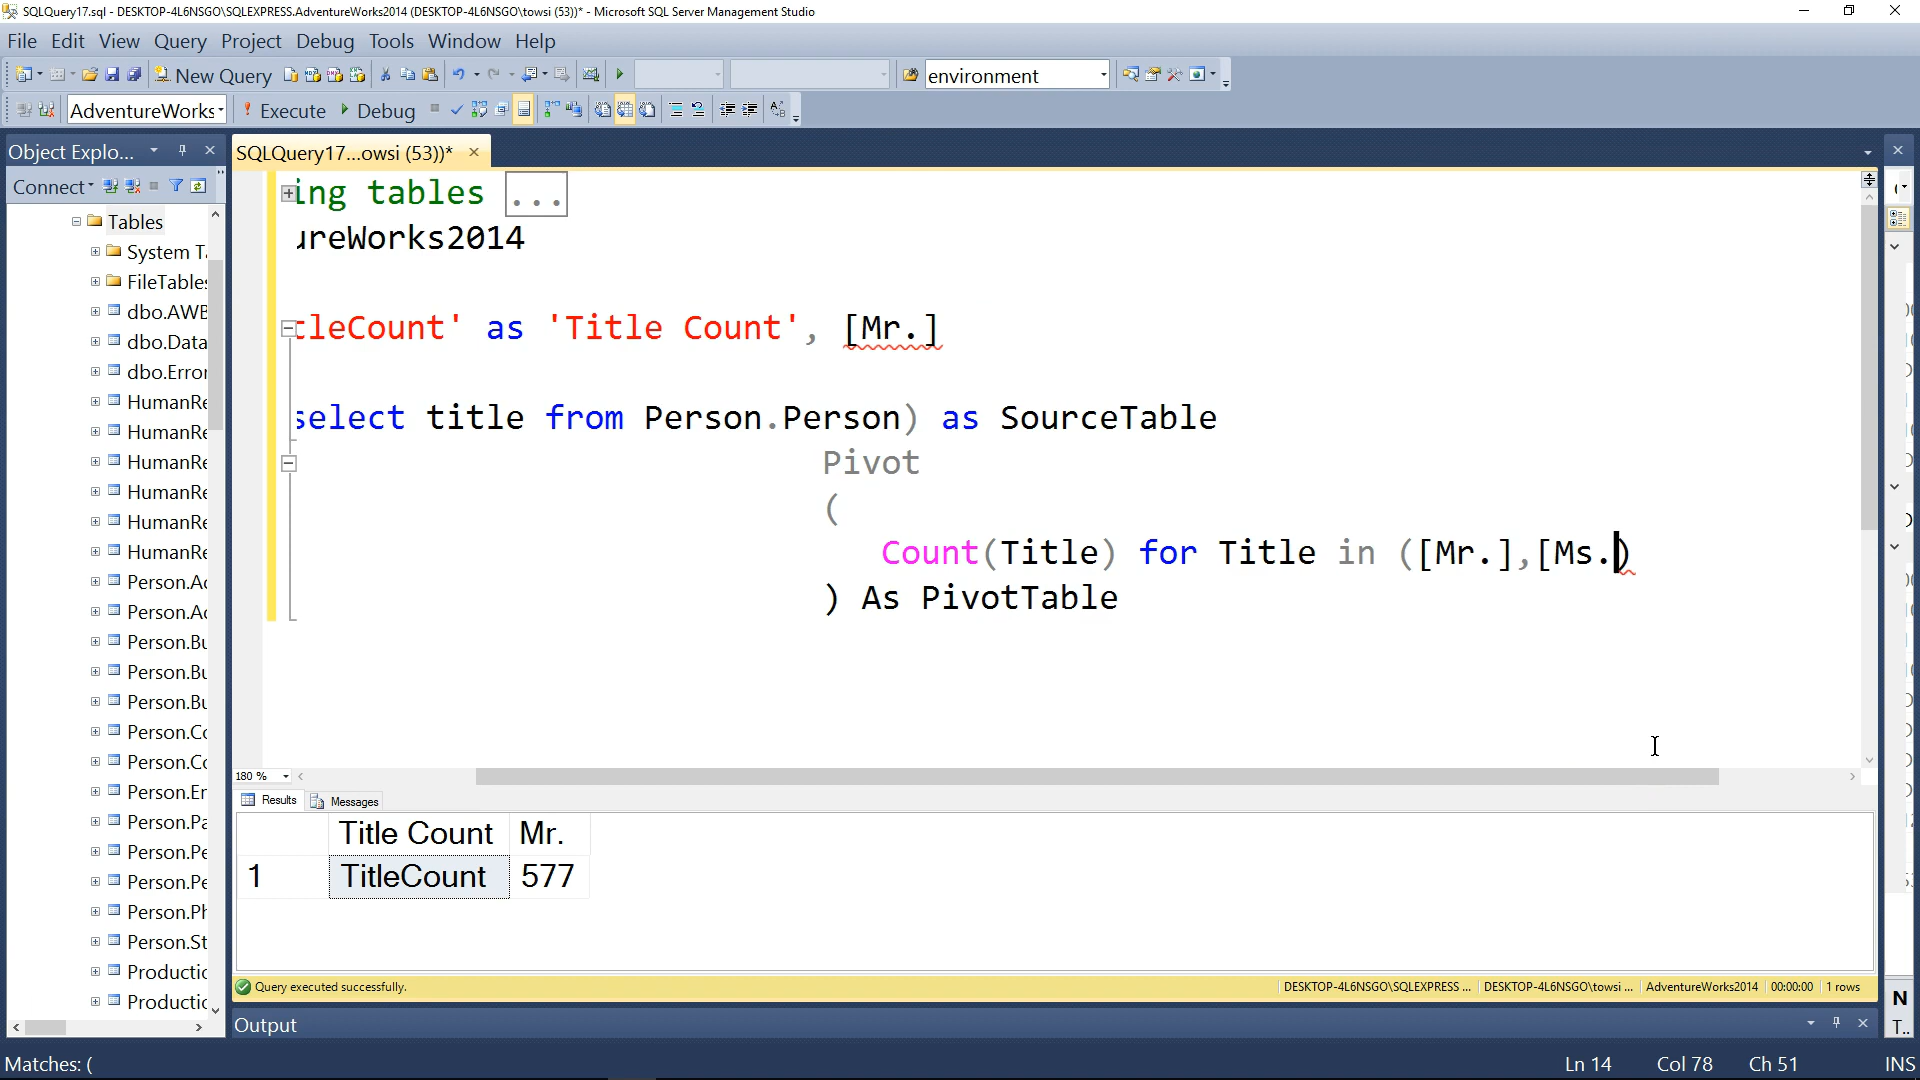 SQLQuery17.sql - DESKTOP-4L6NSGO\SQLEXPRESS.AdventureWorks2014 (DESKTOP-4L6NSGO\towsi (53))* - Microsoft SQL Server Management Studio
File Edit View Query Project Debug Tools Window Help
New Query environment
AdventureWorks Execute Debug
Object Explo...
SQLQuery17...owsi (53))*
Connect
Tables
System T
FileTables
dbo.AWB
dbo.Data
dbo.Error
HumanRe
HumanRe
HumanRe
HumanRe
HumanRe
HumanRe
Person.Ad
Person.Ad
Person.Bu
Person.Bu
Person.Bu
Person.Co
Person.Co
Person.Er
Person.Pa
Person.Pe
Person.Pe
Person.Ph
Person.St
Productio
Productio
ing tables ...
ureWorks2014
tleCount' as 'Title Count', [Mr.]
select title from Person.Person) as SourceTable
Pivot
(
Count(Title) for Title in ([Mr.],[Ms.)
) As PivotTable
180 %
Results Messages
Title Count Mr.
1 TitleCount 577
Query executed successfully. DESKTOP-4L6NSGO\SQLEXPRESS ... DESKTOP-4L6NSGO\towsi ... AdventureWorks2014 00:00:00 1 rows
Output
N
T..
Matches: ( Ln 14 Col 78 Ch 51 INS